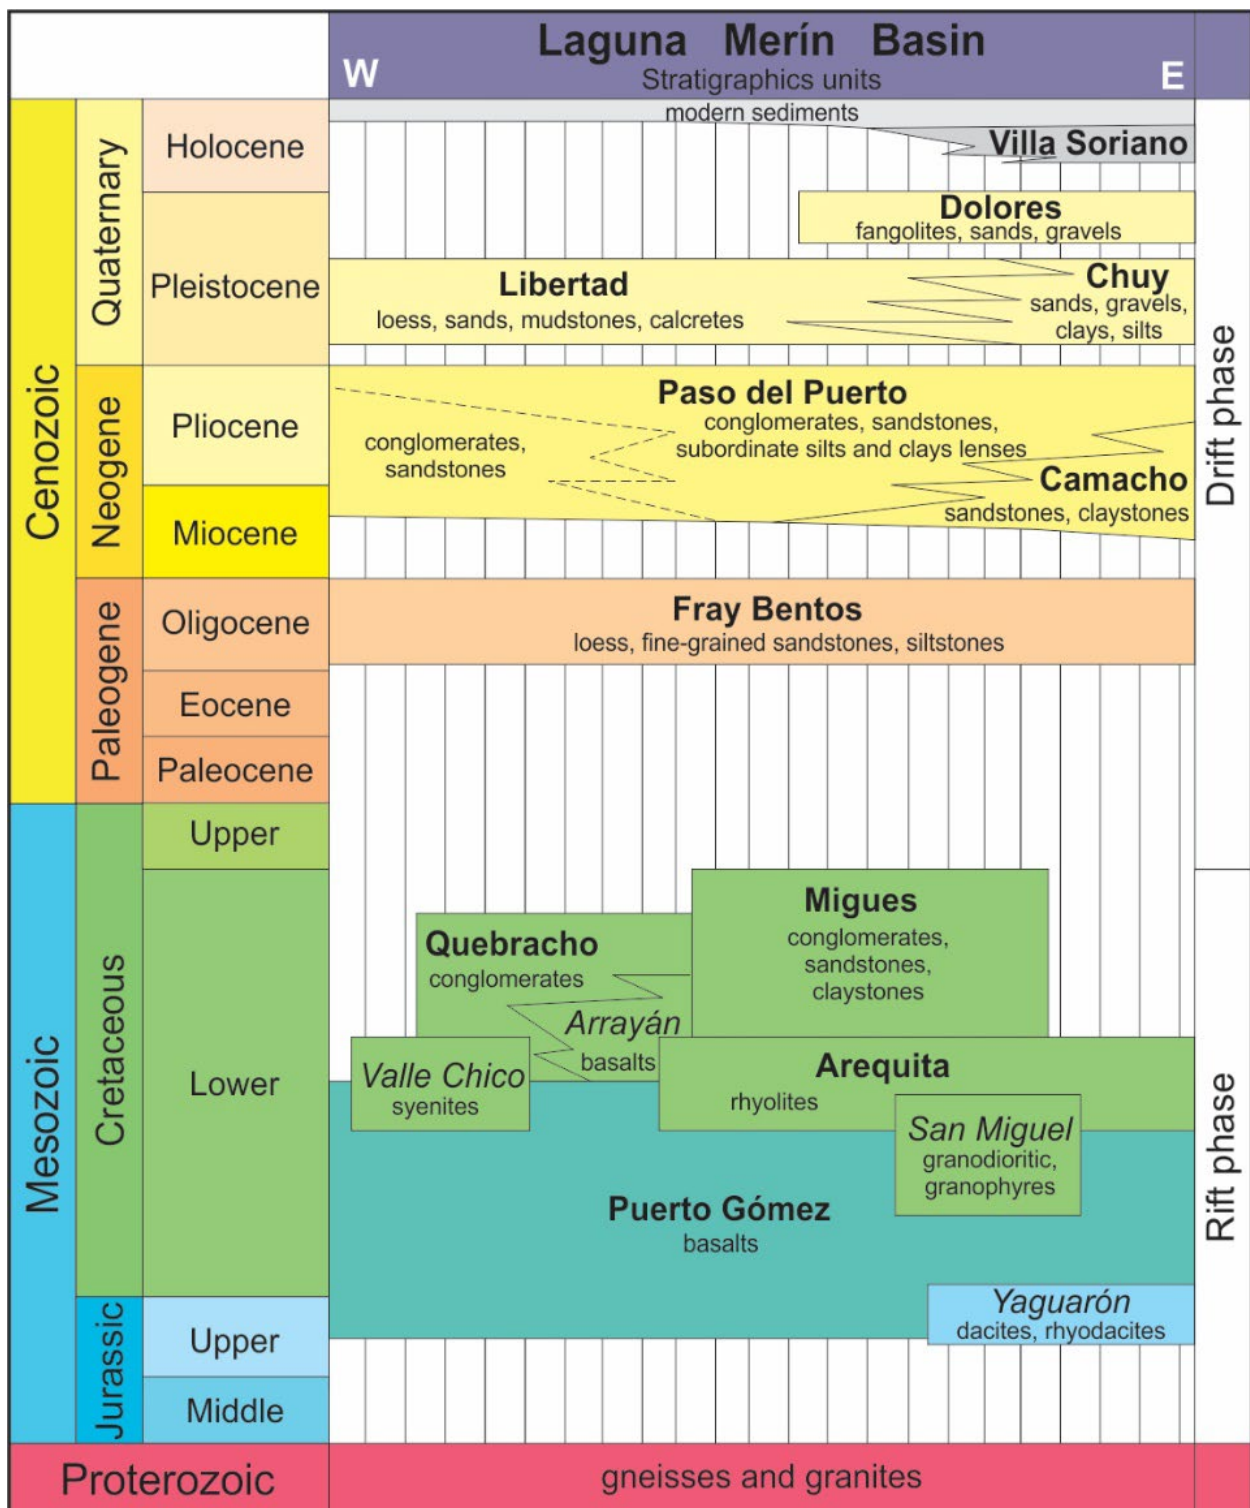 Laguna Merín Basin
W
Stratigraphics units
E
modern sediments
Holocene
Villa Soriano
Quaternary
Dolores
fangolites, sands, gravels
Pleistocene
Libertad
loess, sands, mudstones, calcretes
Chuy
sands, gravels,
clays, silts
Cenozoic
Drift phase
Neogene
Pliocene
Paso del Puerto
conglomerates, sandstones,
subordinate silts and clays lenses
conglomerates,
sandstones
Camacho
sandstones, claystones
Miocene
Paleogene
Oligocene
Fray Bentos
loess, fine-grained sandstones, siltstones
Eocene
Paleocene
Mesozoic
Cretaceous
Upper
Lower
Rift phase
Migues
conglomerates,
sandstones,
claystones
Quebracho
conglomerates
Arrayán
basalts
Valle Chico
syenites
Arequita
rhyolites
San Miguel
granodioritic,
granophyres
Puerto Gómez
basalts
Jurassic
Upper
Yaguarón
dacites, rhyodacites
Middle
Proterozoic
gneisses and granites